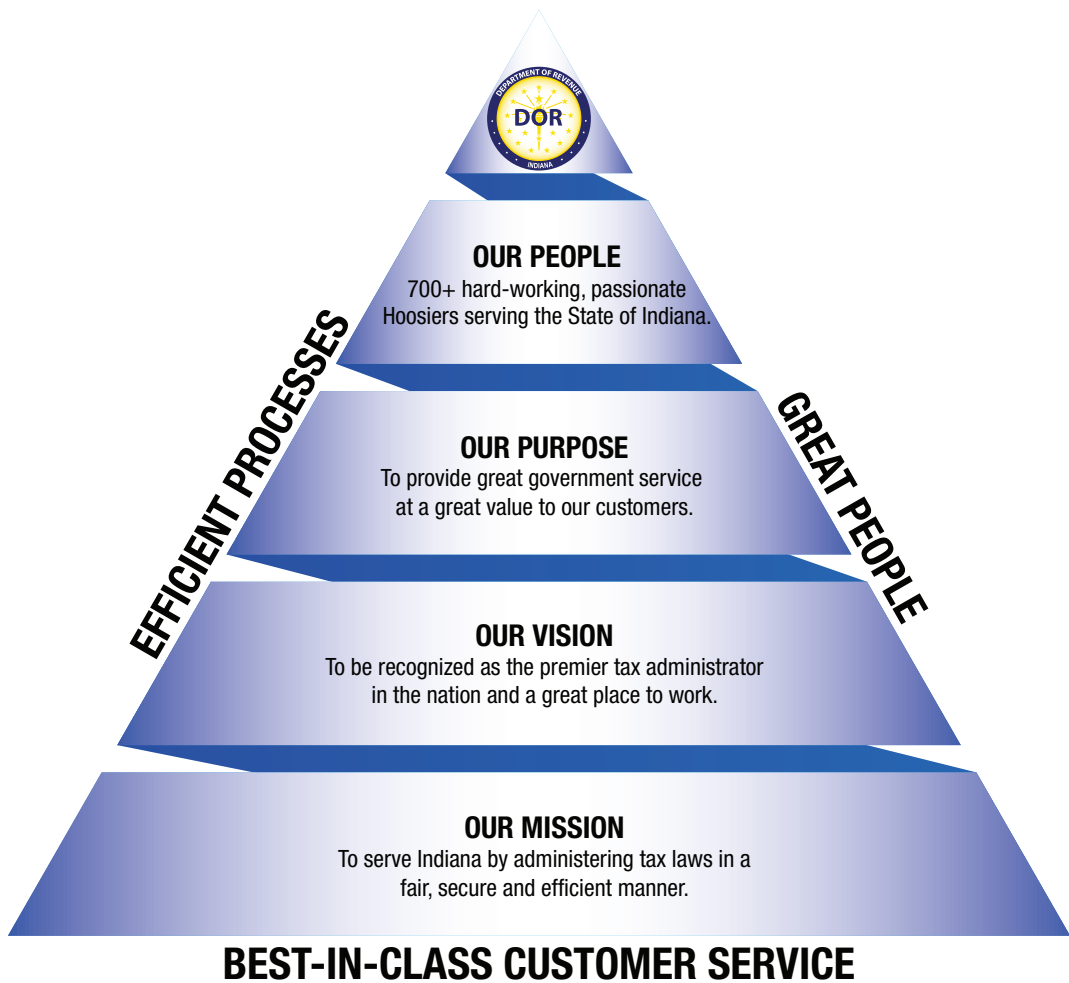 DEPARTMENT OF REVENUE
DOR
INDIANA
OUR PEOPLE
700+ hard-working, passionate
Hoosiers serving the State of Indiana.
EFFICIENT PROCESSES
GREAT PEOPLE
OUR PURPOSE
To provide great government service
at a great value to our customers.
OUR VISION
To be recognized as the premier tax administrator
in the nation and a great place to work.
OUR MISSION
To serve Indiana by administering tax laws in a
fair, secure and efficient manner.
BEST-IN-CLASS CUSTOMER SERVICE